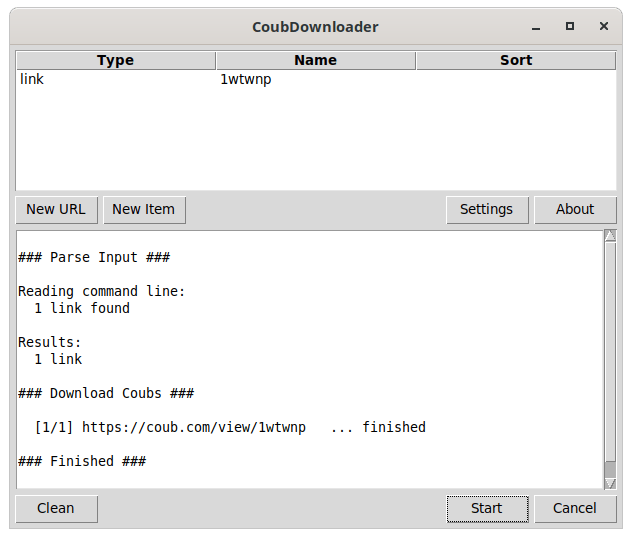 CoubDownloader
Type Name Sort
link 1wtwnp
New URL New Item Settings About
### Parse Input ###
Reading command line:
1 link found
Results:
1 link
### Download Coubs ###
[1/1] https://coub.com/view/1wtwnp ... finished
### Finished ###
Clean Start Cancel